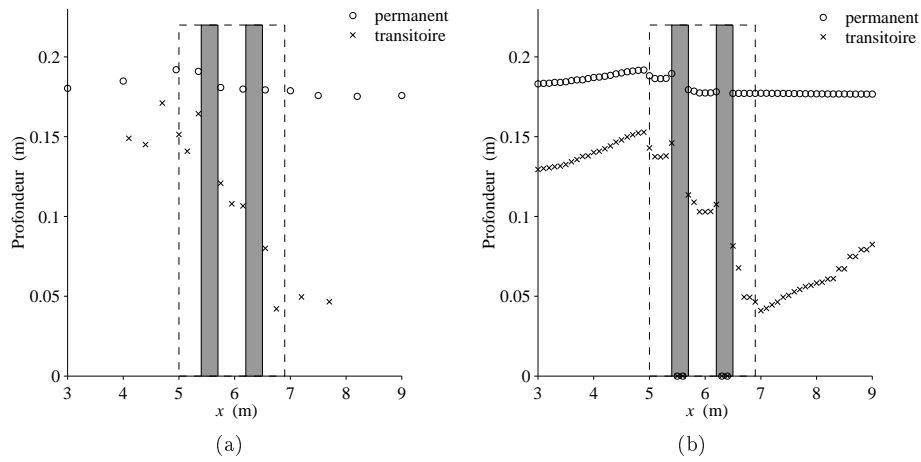 permanent
transitoire
0.2
0.15
0.1
0.05
0
Profondeur (m)
3 4 5 6 7 8 9
x (m)
(a)
permanent
transitoire
0.2
0.15
0.1
0.05
0
Profondeur (m)
3 4 5 6 7 8 9
x (m)
(b)